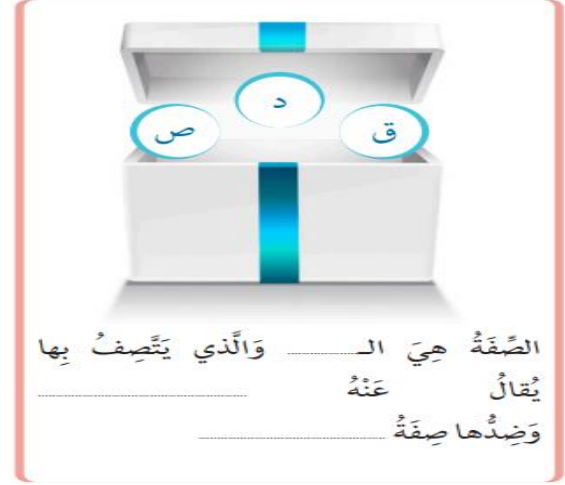 ق د ص
الصِّفَةُ هِيَ الـ............ وَالَّذي يَتَّصِفُ بِها
يُقالُ عَنْهُ ............
وَضِدُّها صِفَةُ ............